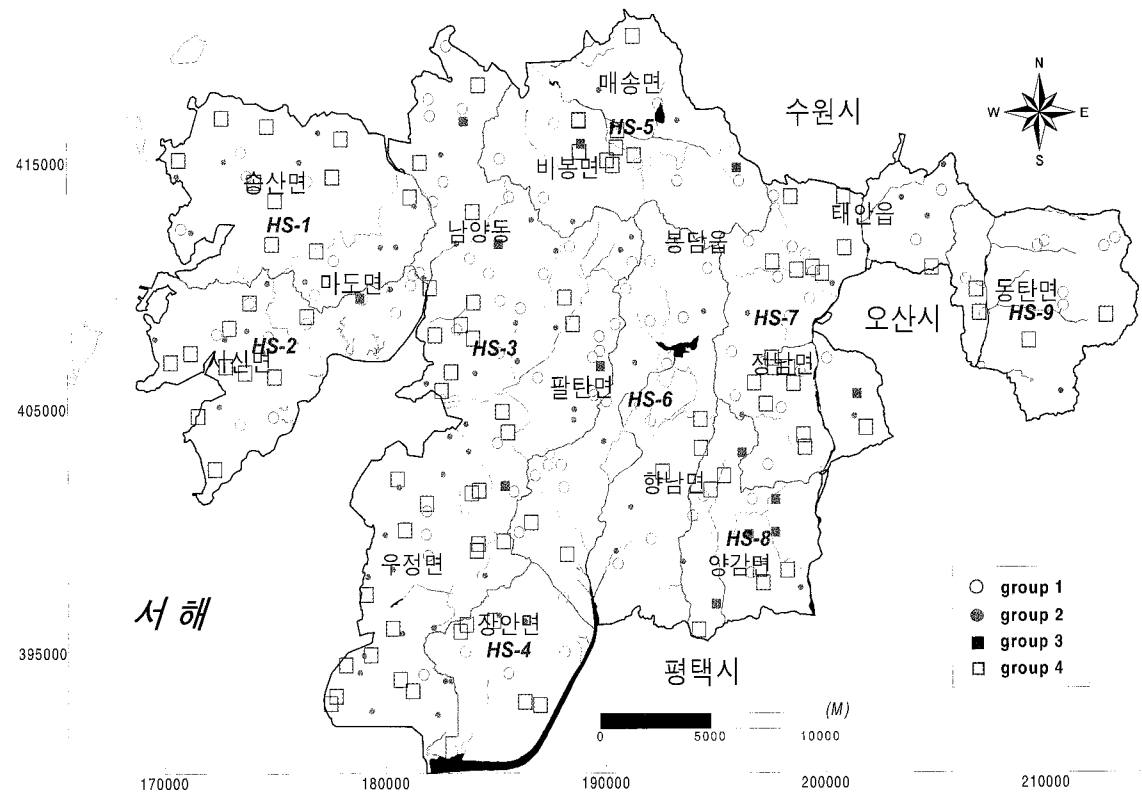 매송면
수원시
N
W
E
S
HS-5
415000
비봉면
송산면
태안읍
HS-1
남양동
봉담읍
마도면
동탄면
HS-9
HS-7
오산시
HS-2
서신면
HS-3
정남면
팔탄면
HS-6
405000
향남면
HS-8
우정면
양감면
group 1
서 해
group 2
장안면
group 3
HS-4
395000
평택시
group 4
(M)
0
5000
10000
170000
180000
190000
200000
210000